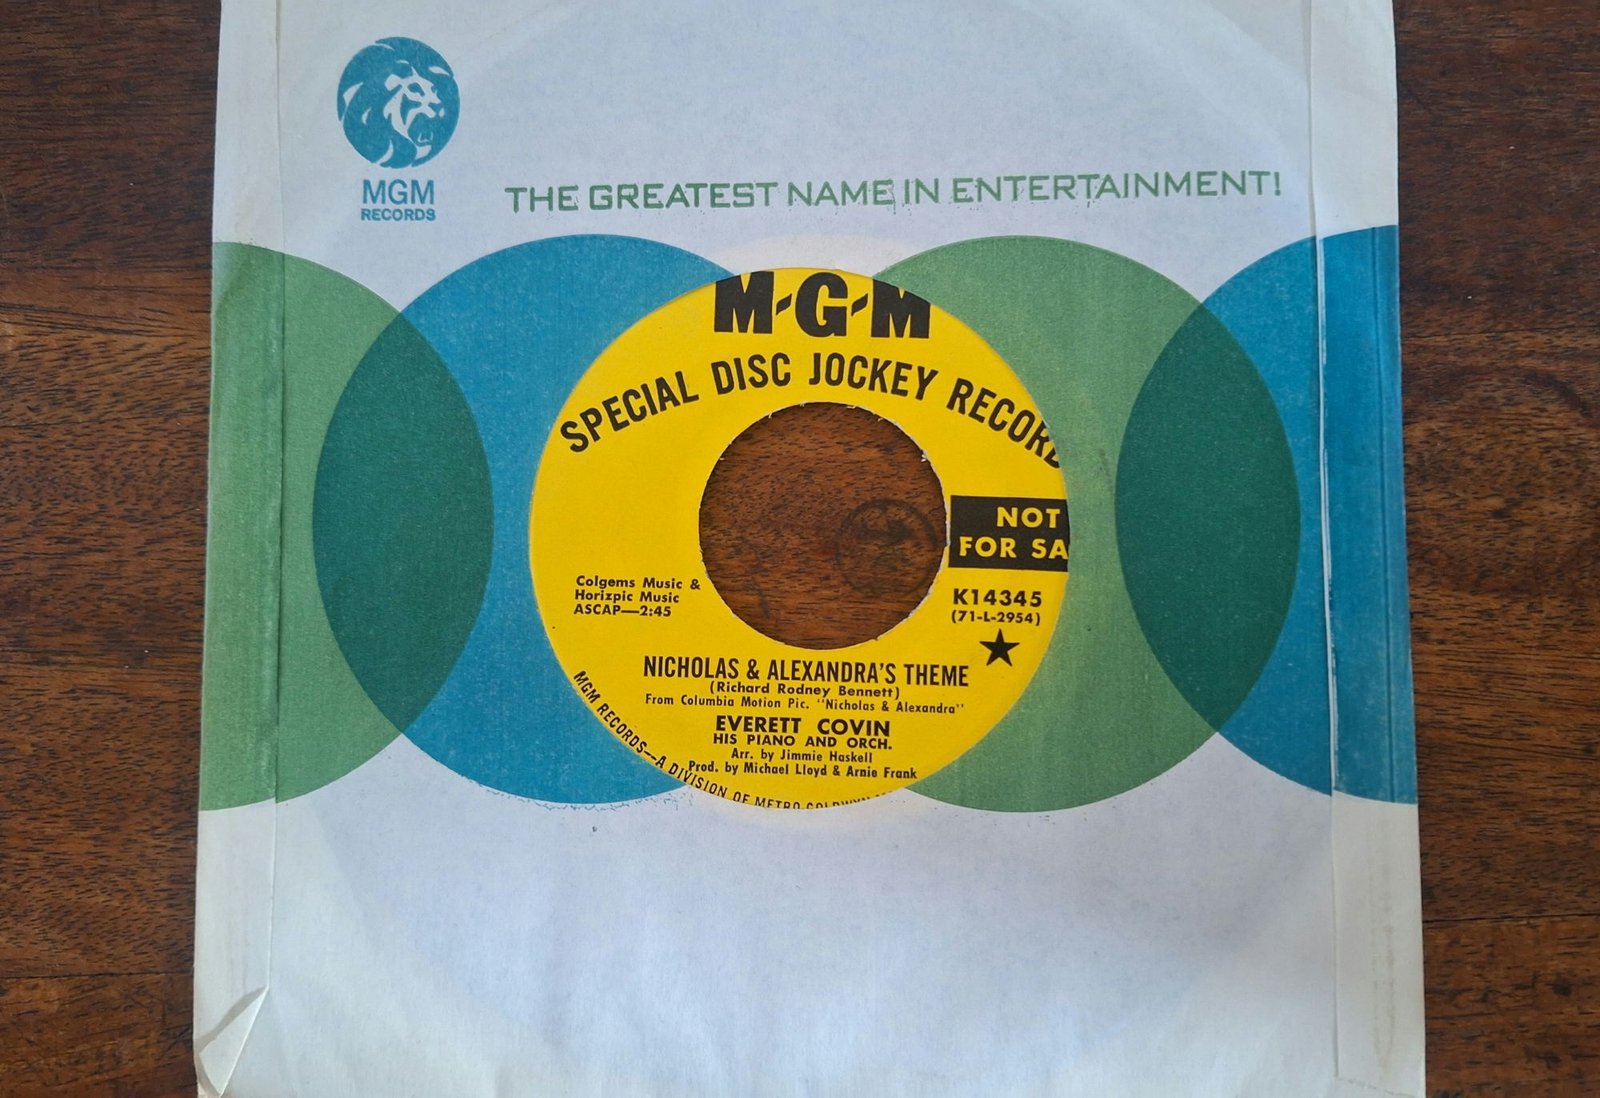 MGM
RECORDS
THE GREATEST NAME IN ENTERTAINMENT!
M-G-M
SPECIAL DISC JOCKEY RECORD
NOT
FOR SA
Colgems Music &
Horizpic Music
ASCAP—2:45
K14345
(71-L-2954)
NICHOLAS & ALEXANDRA'S THEME
(Richard Rodney Bennett)
From Columbia Motion Pic. "Nicholas & Alexandra"
EVERETT COVIN
HIS PIANO AND ORCH.
Arr. by Jimmie Haskell
Prod. by Michael Lloyd & Arnie Frank
MGM RECORDS—A DIVISION OF METRO GOLDWYN